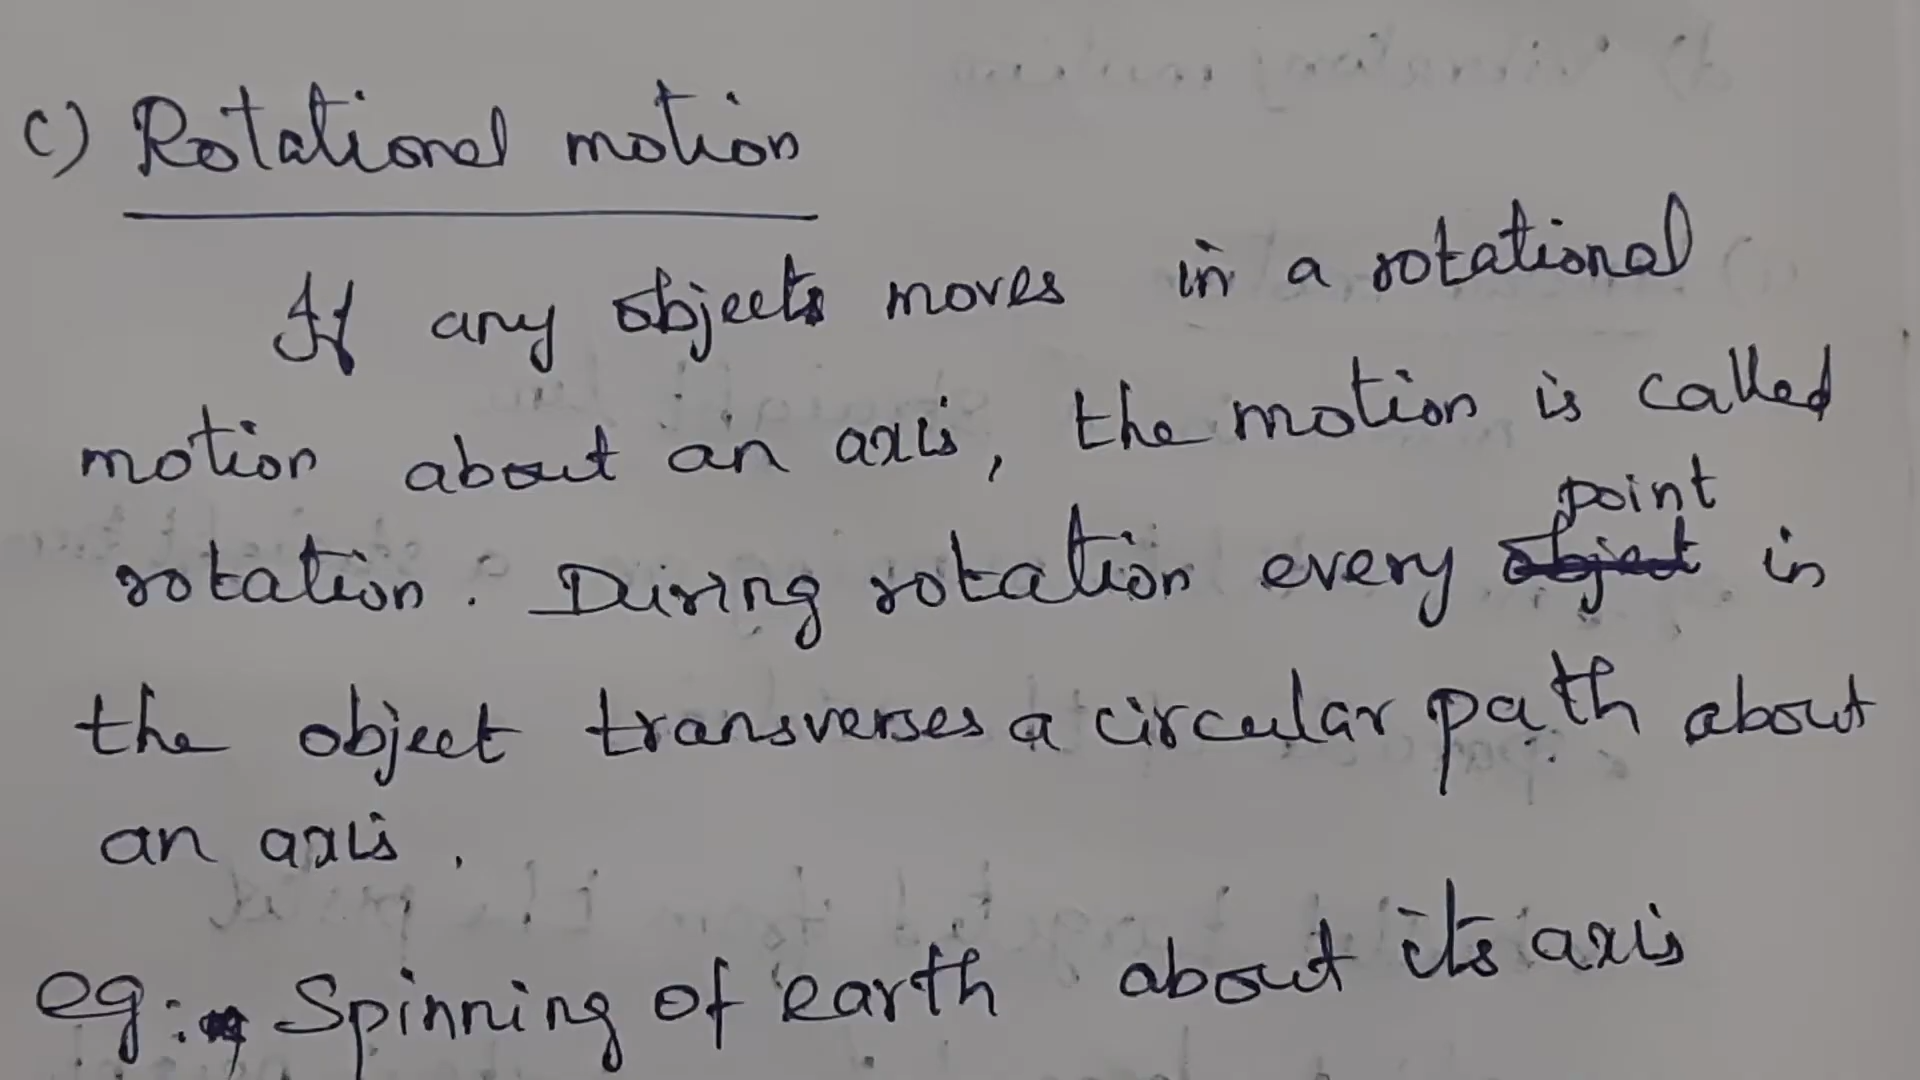 c) Rotational motion
If any objects moves in a rotational
motion about an axis, the motion is called
rotation. During rotation every point in
the object transverses a circular path about
an axis.
eg: Spinning of earth about its axis